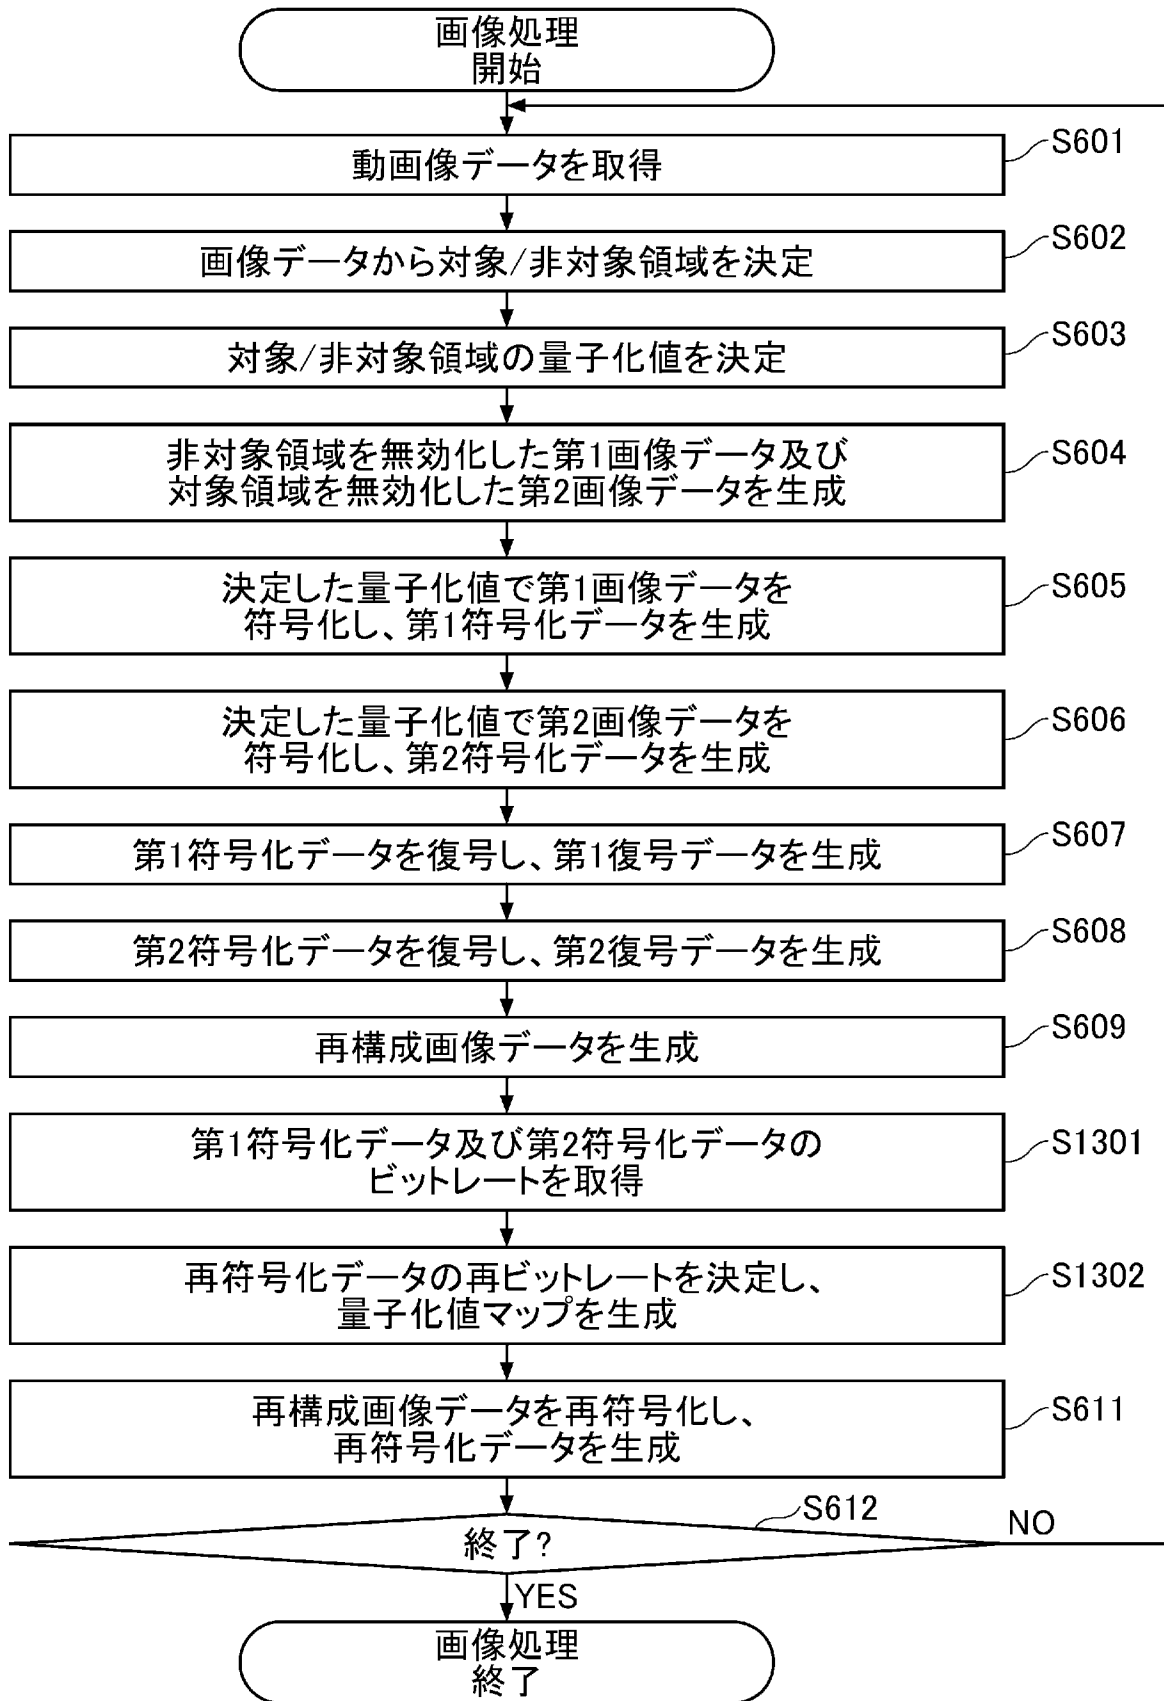 画像処理
開始
動画像データを取得
S601
画像データから対象/非対象領域を決定
S602
対象/非対象領域の量子化値を決定
S603
非対象領域を無効化した第1画像データ及び
対象領域を無効化した第2画像データを生成
S604
決定した量子化値で第1画像データを
符号化し、第1符号化データを生成
S605
決定した量子化値で第2画像データを
符号化し、第2符号化データを生成
S606
第1符号化データを復号し、第1復号データを生成
S607
第2符号化データを復号し、第2復号データを生成
S608
再構成画像データを生成
S609
第1符号化データ及び第2符号化データの
ビットレートを取得
S1301
再符号化データの再ビットレートを決定し、
量子化値マップを生成
S1302
再構成画像データを再符号化し、
再符号化データを生成
S611
S612
終了?
NO
YES
画像処理
終了